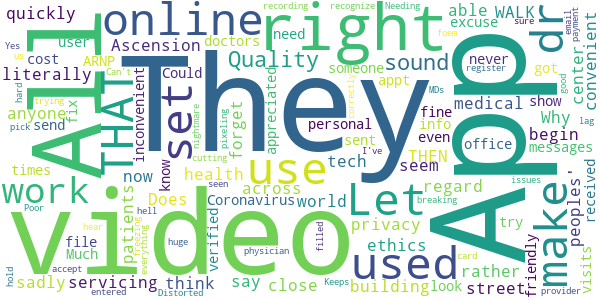 quickly
online
right
able
WALK
dr
recording
recognize
Needing
Yes
user
doctors
need
excuse
us
sure
email
payment
cost
ARNP
Ascension
Quality
sound
Could
someone
appt
never
register
foem
convenient
literally
All
THAT
set
They
App
center
got
hard
anyone
fix
send
inconvenient
forget
appreciated
personal
fine
medical
show
good
MDs
trying
Can't
nightmare
pixeling
tech
info
even
office
Why
lag
pick
times
now
know
cutting
sent
seem
THEN
begin
messages
work
health
use
Let
make
issues
I've
Poor
Does
across
regard
try
received
peoples'
video
seen
Coronavirus
world
privacy
ethics
breaking
hear
hell
patients
freezing
everything
verified
used
rather
friendly
visits
file
Much
huge
physician
filled
card
sadly
servicing
think
say
close
building
look
street
hold
accept
entered
Distorted
Keeps
provider